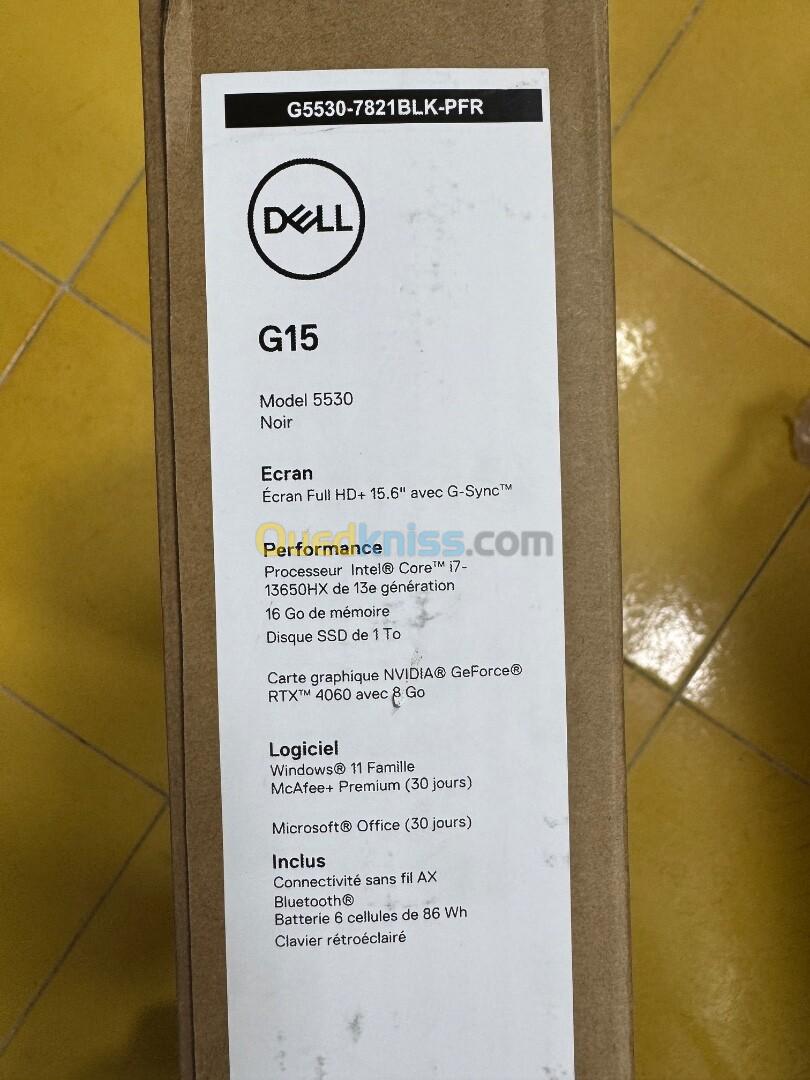 G5530-7821BLK-PFR
DELL
G15
Model 5530
Noir
Ecran
Écran Full HD+ 15.6" avec G-Sync™
Ouedkniss.com
Performance
Processeur Intel® Core™ i7-
13650HX de 13e génération
16 Go de mémoire
Disque SSD de 1 To
Carte graphique NVIDIA® GeForce®
RTX™ 4060 avec 8 Go
Logiciel
Windows® 11 Famille
McAfee+ Premium (30 jours)
Microsoft® Office (30 jours)
Inclus
Connectivité sans fil AX
Bluetooth®
Batterie 6 cellules de 86 Wh
Clavier rétroéclairé